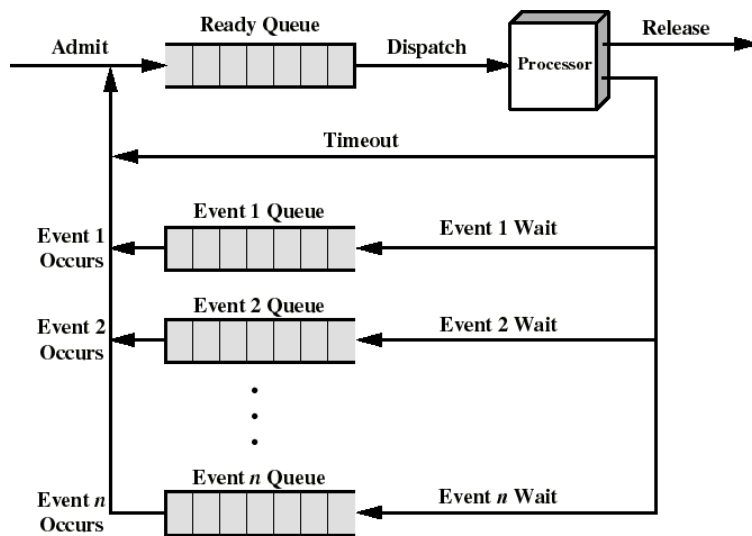 Ready Queue
Release
Admit
Dispatch
Processor
Timeout
Event 1 Queue
Event 1
Occurs
Event 1 Wait
Event 2 Queue
Event 2
Occurs
Event 2 Wait
Event n Queue
Event n
Occurs
Event n Wait